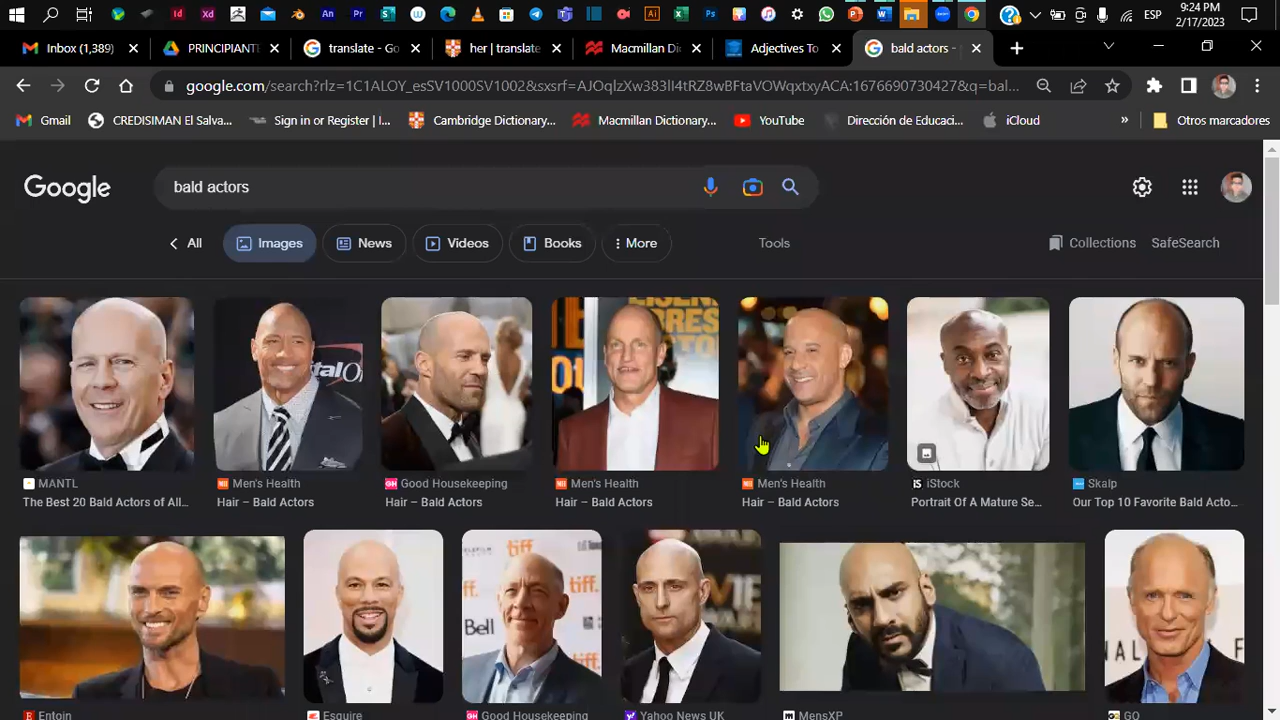 9:24 PM
ESP
2/17/2023
Inbox (1,389)
PRINCIPIANT
translate - Go
her | translate
Macmillan Dic
Adjectives To
bald actors -
google.com/search?rlz=1C1ALOY_esSV1000SV1002&sxsrf=AJOqlzXw383lI4tRZ8wBFtaVOWqxtxyACA:1676690730427&q=bal...
Gmail
CREDISIMAN El Salva...
Sign in or Register | I...
Cambridge Dictionary...
Macmillan Dictionary...
YouTube
Dirección de Educaci...
iCloud
»
Otros marcadores
Google
bald actors
All
Images
News
Videos
Books
More
Tools
Collections
SafeSearch
MANTL
The Best 20 Bald Actors of All...
Men's Health
Hair – Bald Actors
Good Housekeeping
Hair – Bald Actors
Men's Health
Hair – Bald Actors
Men's Health
Hair – Bald Actors
iStock
Portrait Of A Mature Se...
Skalp
Our Top 10 Favorite Bald Acto...
tiff.
Bell
tiff.
Entoin
Esquire
Good Housekeeping
Yahoo News UK
MensXP
GQ